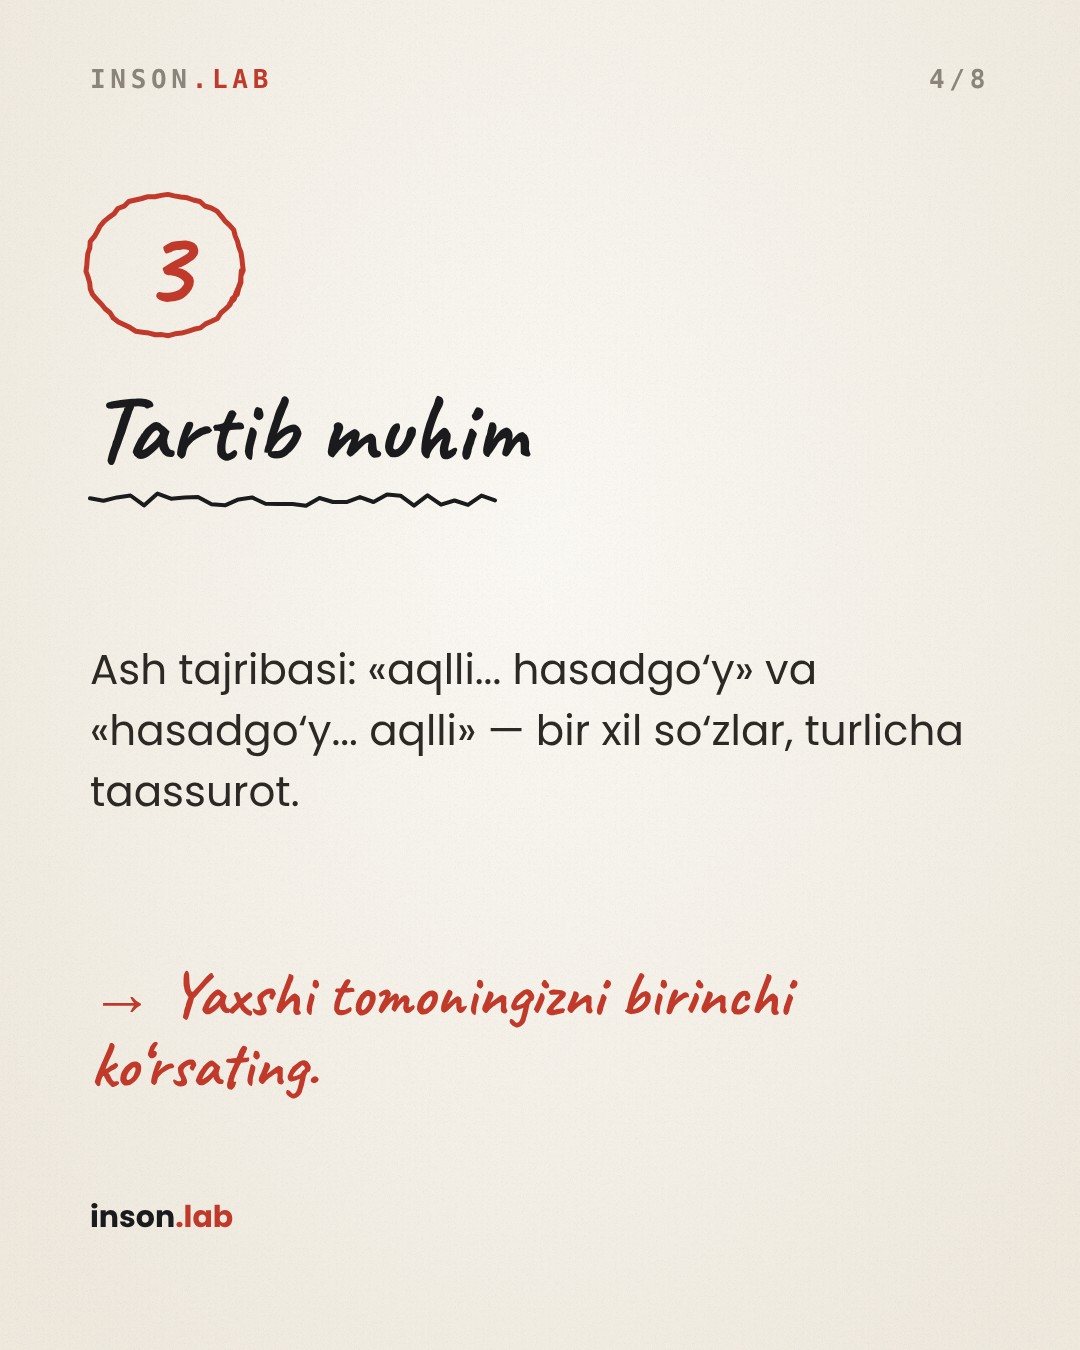 INSON.LAB 4/8
3
Tartib muhim
Ash tajribasi: «aqlli... hasadgo‘y» va
«hasadgo‘y... aqlli» — bir xil so‘zlar, turlicha
taassurot.
→ Yaxshi tomoningizni birinchi
ko‘rsating.
inson.lab